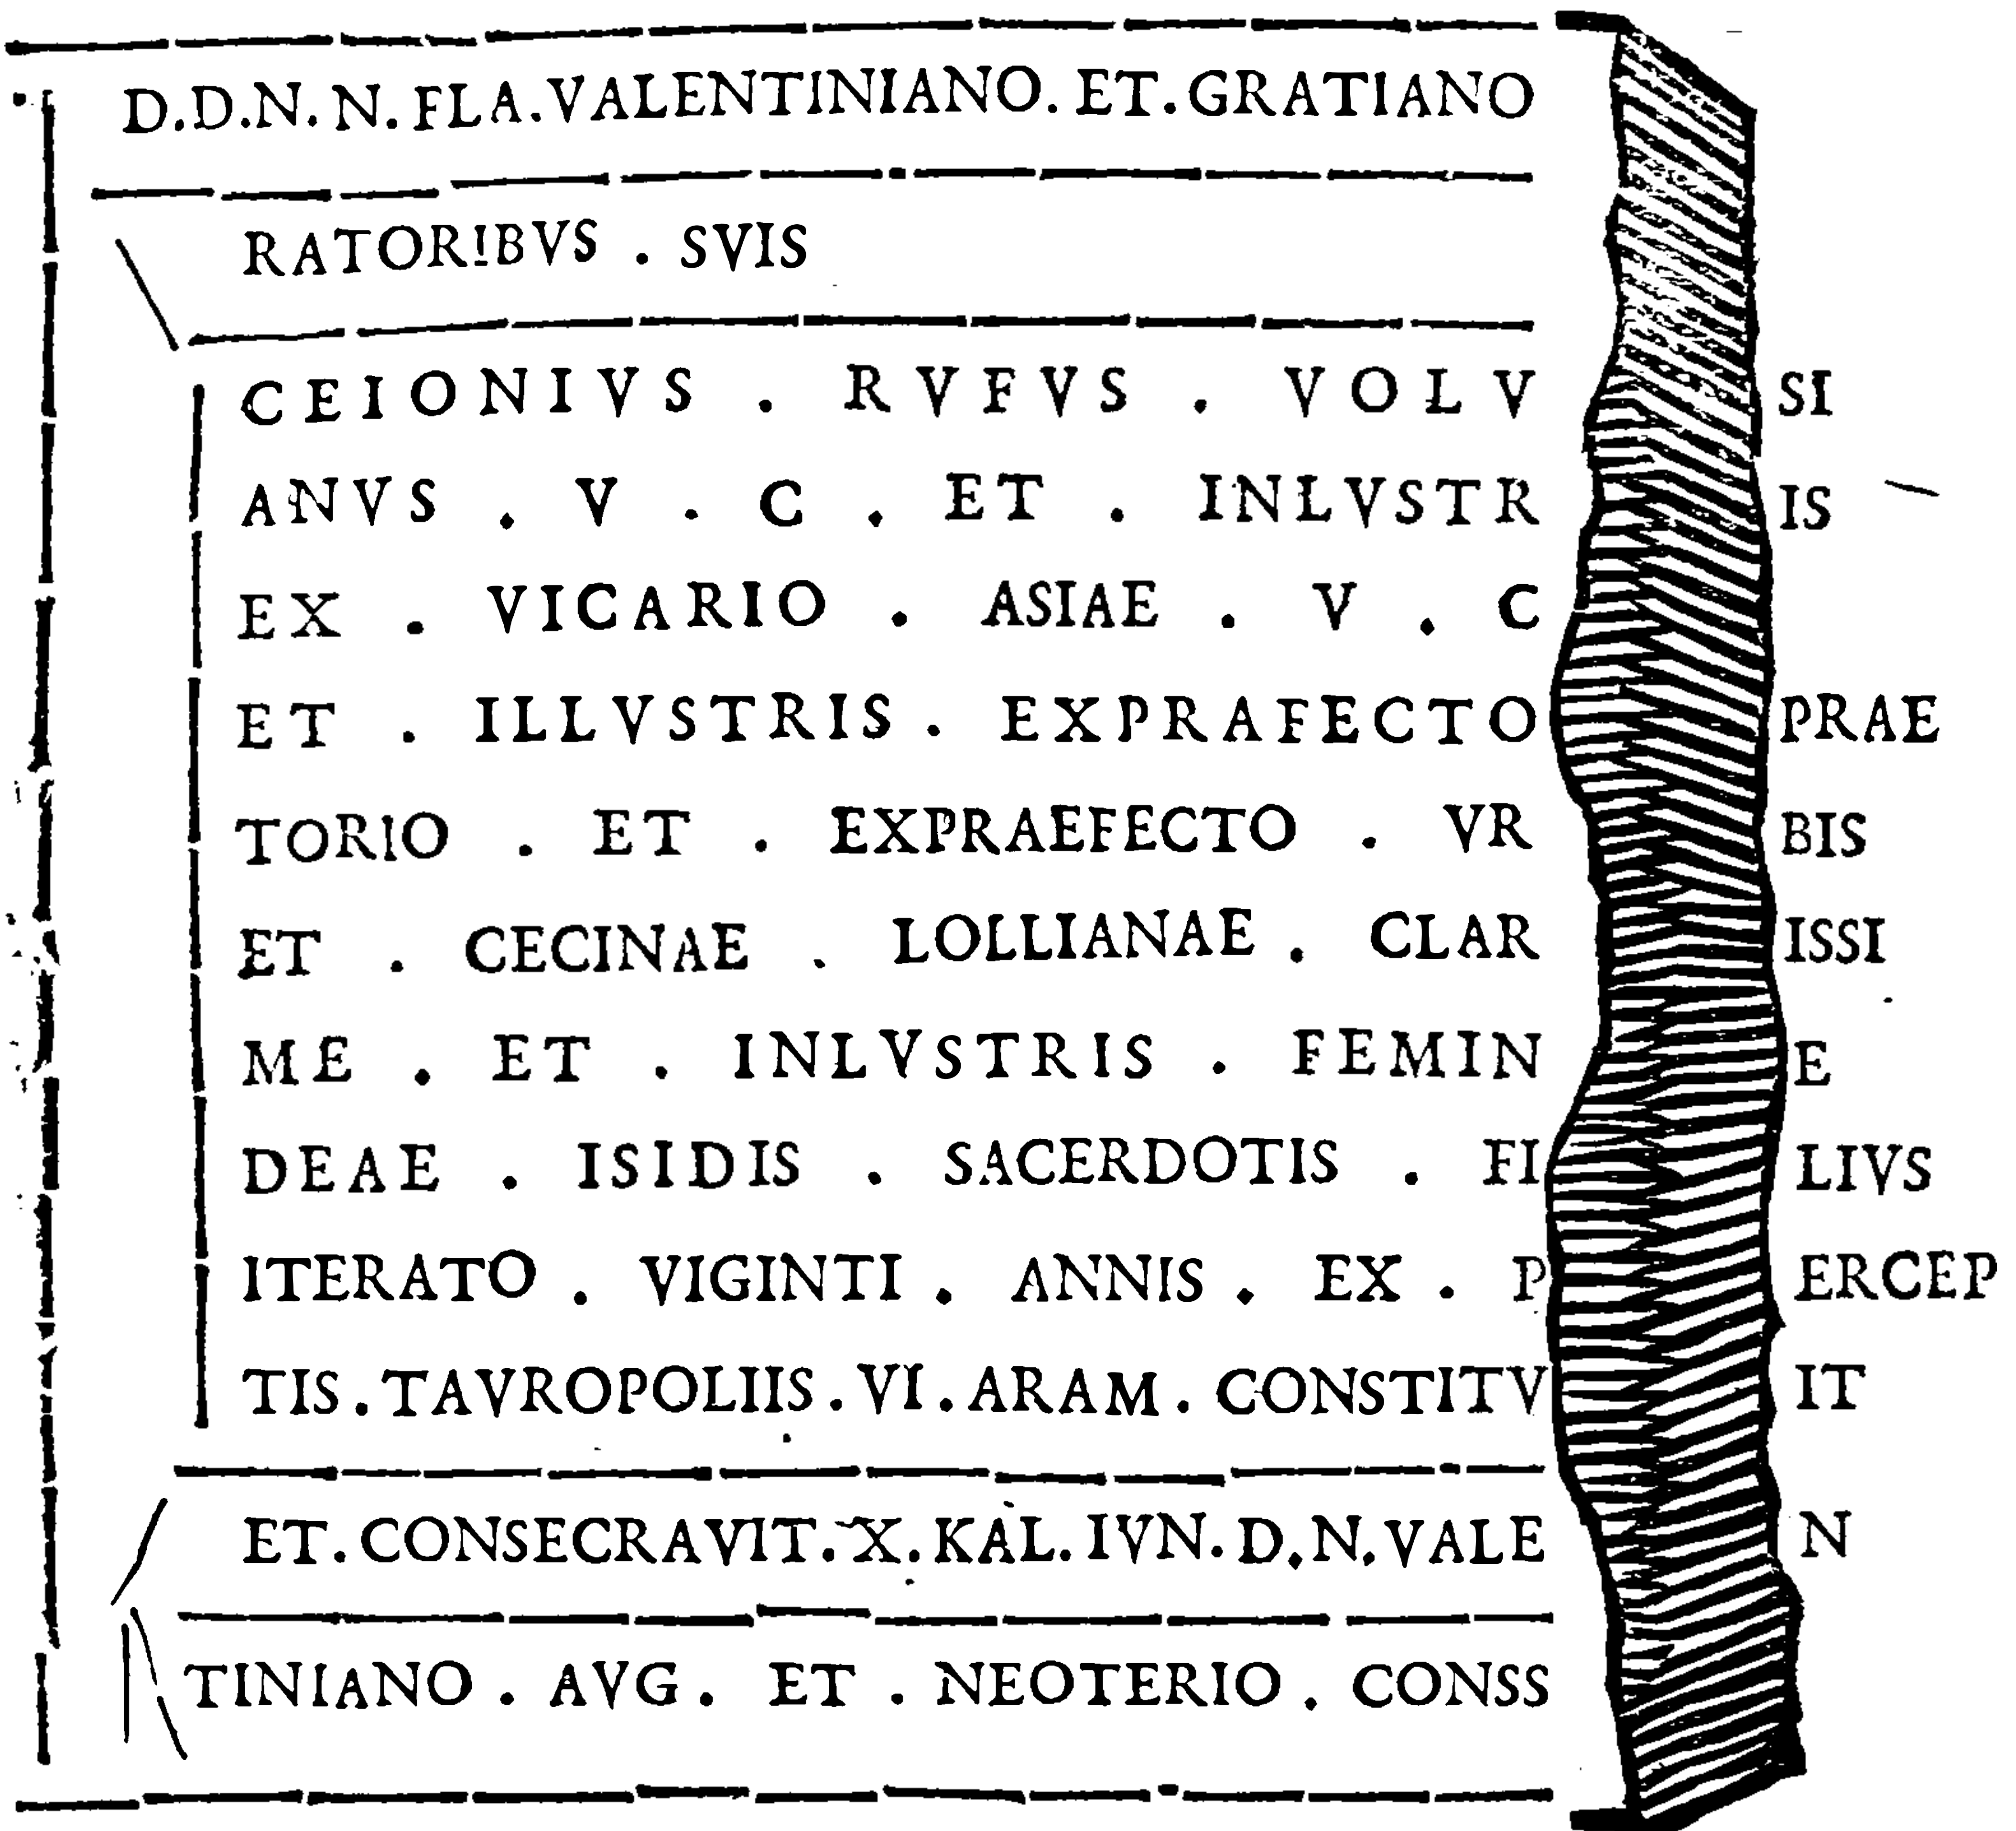 D.D.N.N.FLA.VALENTINIANO.ET.GRATIANO
RATORIBVS . SVIS
CEIONIVS . RVFVS . VOLV SI
ANVS . V . C . ET . INLVSTR IS
EX . VICARIO . ASIAE . V . C
ET . ILLVSTRIS . EXPRAFECTO PRAE
TORIO . ET . EXPRAEFECTO . VR BIS
ET . CECINAE . LOLLIANAE . CLAR ISSI
ME . ET . INLVSTRIS . FEMIN E
DEAE . ISIDIS . SACERDOTIS . FI LIVS
ITERATO . VIGINTI . ANNIS . EX . P ERCEP
TIS.TAVROPOLIIS.VI.ARAM.CONSTITV IT
ET.CONSECRAVIT.X.KAL.IVN.D.N.VALE N
TINIANO . AVG . ET . NEOTERIO . CONSS